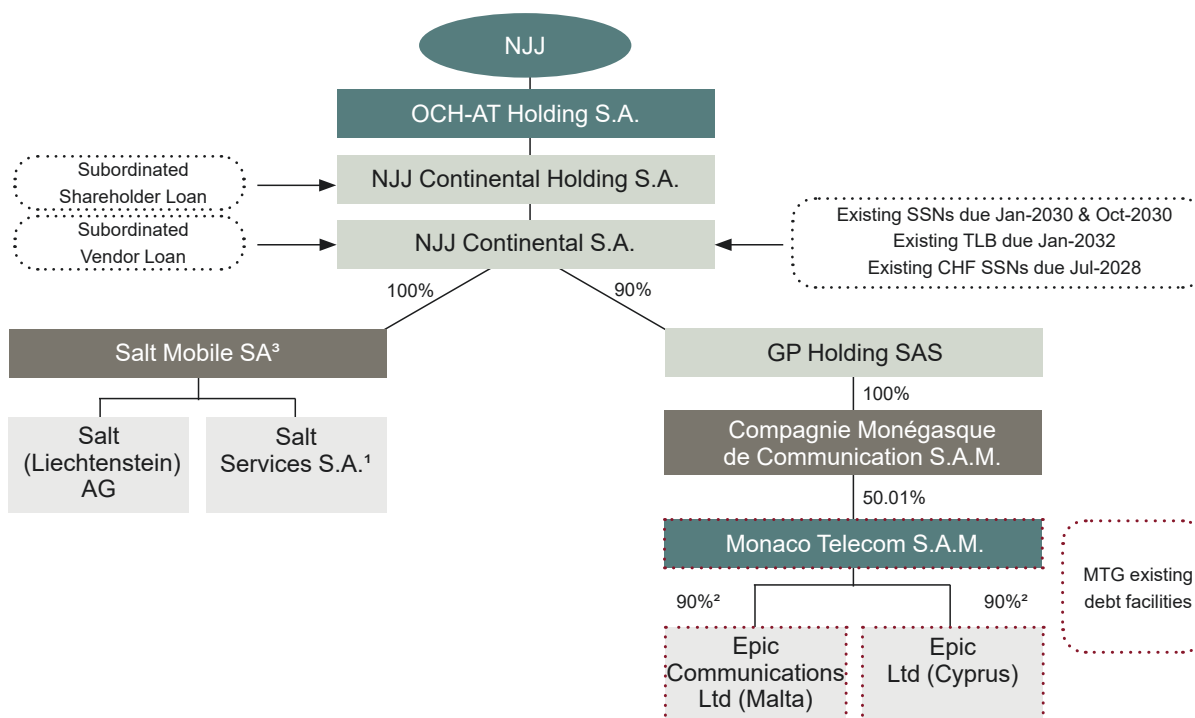 NJJ
OCH-AT Holding S.A.
Subordinated
Shareholder Loan
NJJ Continental Holding S.A.
Subordinated
Vendor Loan
NJJ Continental S.A.
Existing SSNs due Jan-2030 & Oct-2030
Existing TLB due Jan-2032
Existing CHF SSNs due Jul-2028
100%
90%
Salt Mobile SA³
GP Holding SAS
100%
Salt
(Liechtenstein)
AG
Salt
Services S.A.¹
Compagnie Monégasque
de Communication S.A.M.
50.01%
Monaco Telecom S.A.M.
MTG existing
debt facilities
90%²
90%²
Epic
Communications
Ltd (Malta)
Epic
Ltd (Cyprus)